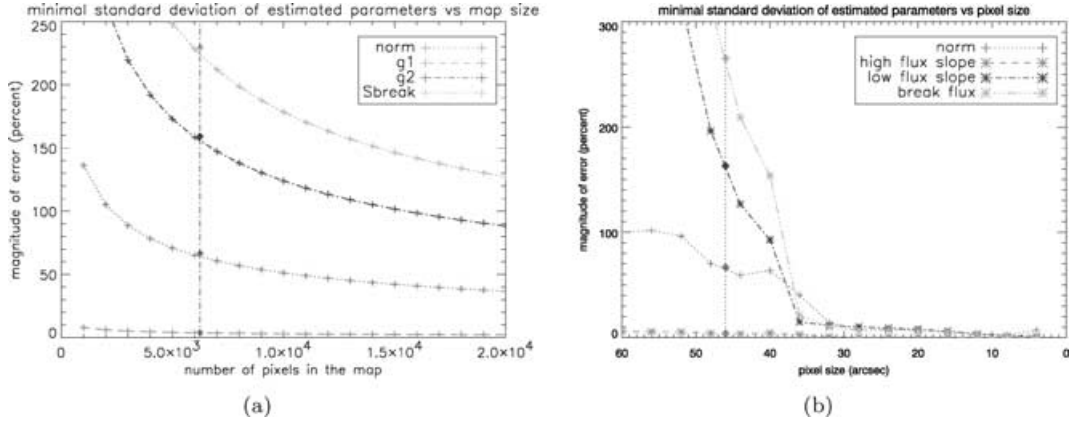 minimal standard deviation of estimated parameters vs map size
250
200
150
100
50
0
magnitude of error (percent)
norm
g1
g2
Sbreak
0
5.0×10³
1.0×10⁴
1.5×10⁴
2.0×10⁴
number of pixels in the map
(a)
minimal standard deviation of estimated parameters vs pixel size
300
200
100
0
magnitude of error (percent)
norm
high flux slope
low flux slope
break flux
60
50
40
30
20
10
0
pixel size (arcsec)
(b)